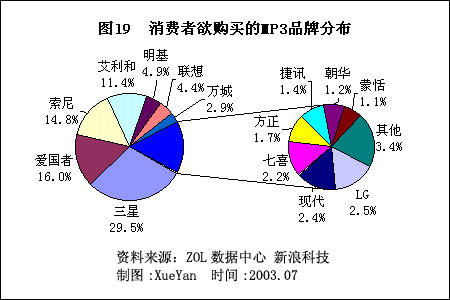 图19 消费者欲购买的MP3品牌分布
明基
4.9%
联想
4.4%
艾利和
11.4%
万城
2.9%
索尼
14.8%
爱国者
16.0%
三星
29.5%
捷讯
1.4%
朝华
1.2%
蒙恬
1.1%
方正
1.7%
其他
3.4%
七喜
2.2%
现代
2.4%
LG
2.5%
资料来源: ZOL 数据中心 新浪科技
制图:XueYan 时间:2003.07